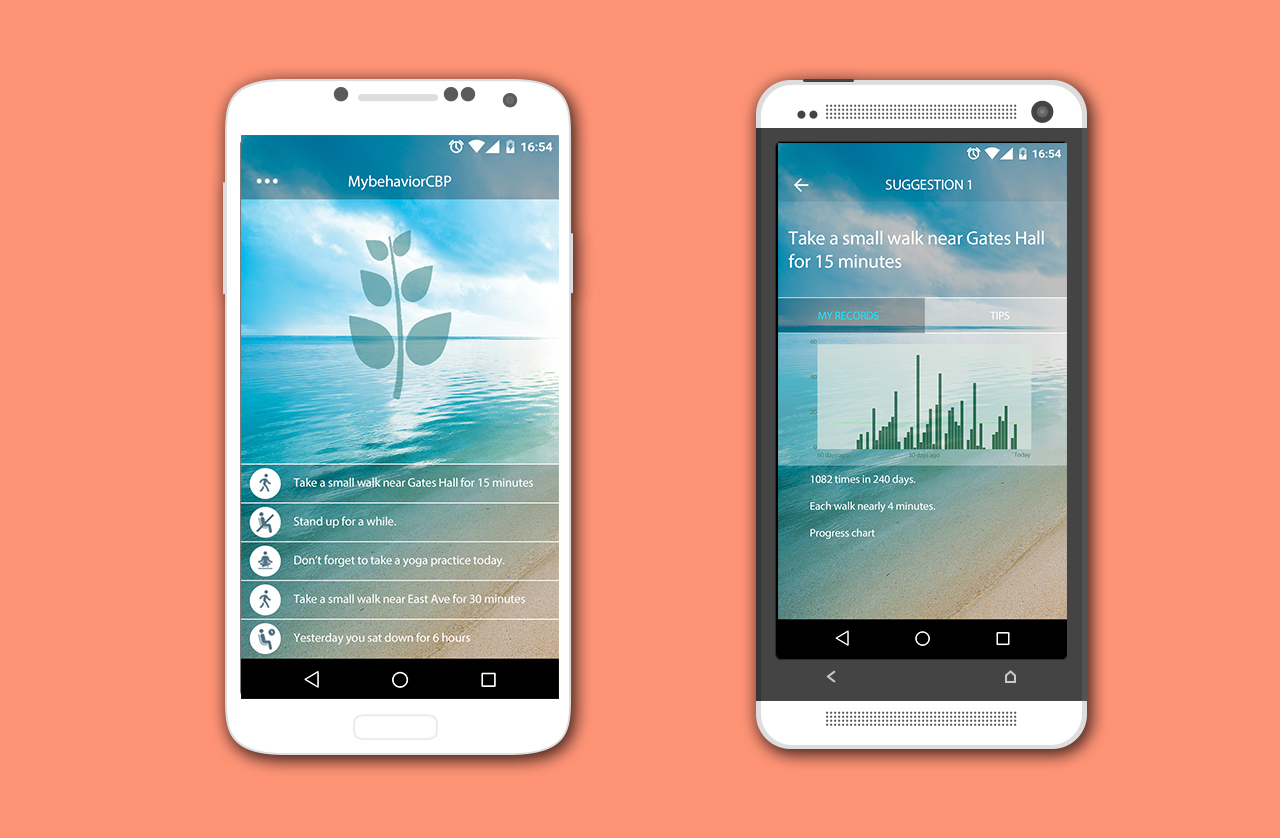 16:54
MybehaviorCBP
Take a small walk near Gates Hall for 15 minutes
Stand up for a while.
Don't forget to take a yoga practice today.
Take a small walk near East Ave for 30 minutes
Yesterday you sat down for 6 hours
16:54
SUGGESTION 1
Take a small walk near Gates Hall
for 15 minutes
MY RECORDS TIPS
60
40
20
0
60 days ago 30 days ago Today
1082 times in 240 days.
Each walk nearly 4 minutes.
Progress chart